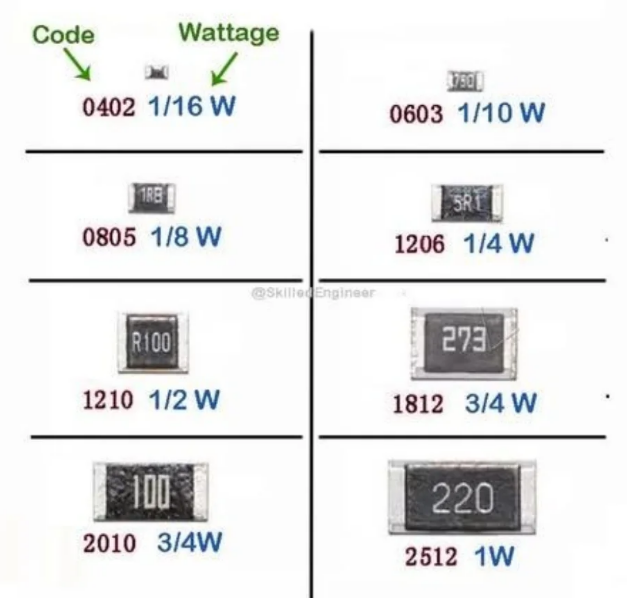 Code Wattage
0402 1/16 W
0603 1/10 W
1R8
0805 1/8 W
5R1
1206 1/4 W
@SkilledEngineer
R100
1210 1/2 W
273
1812 3/4 W
100
2010 3/4W
220
2512 1W